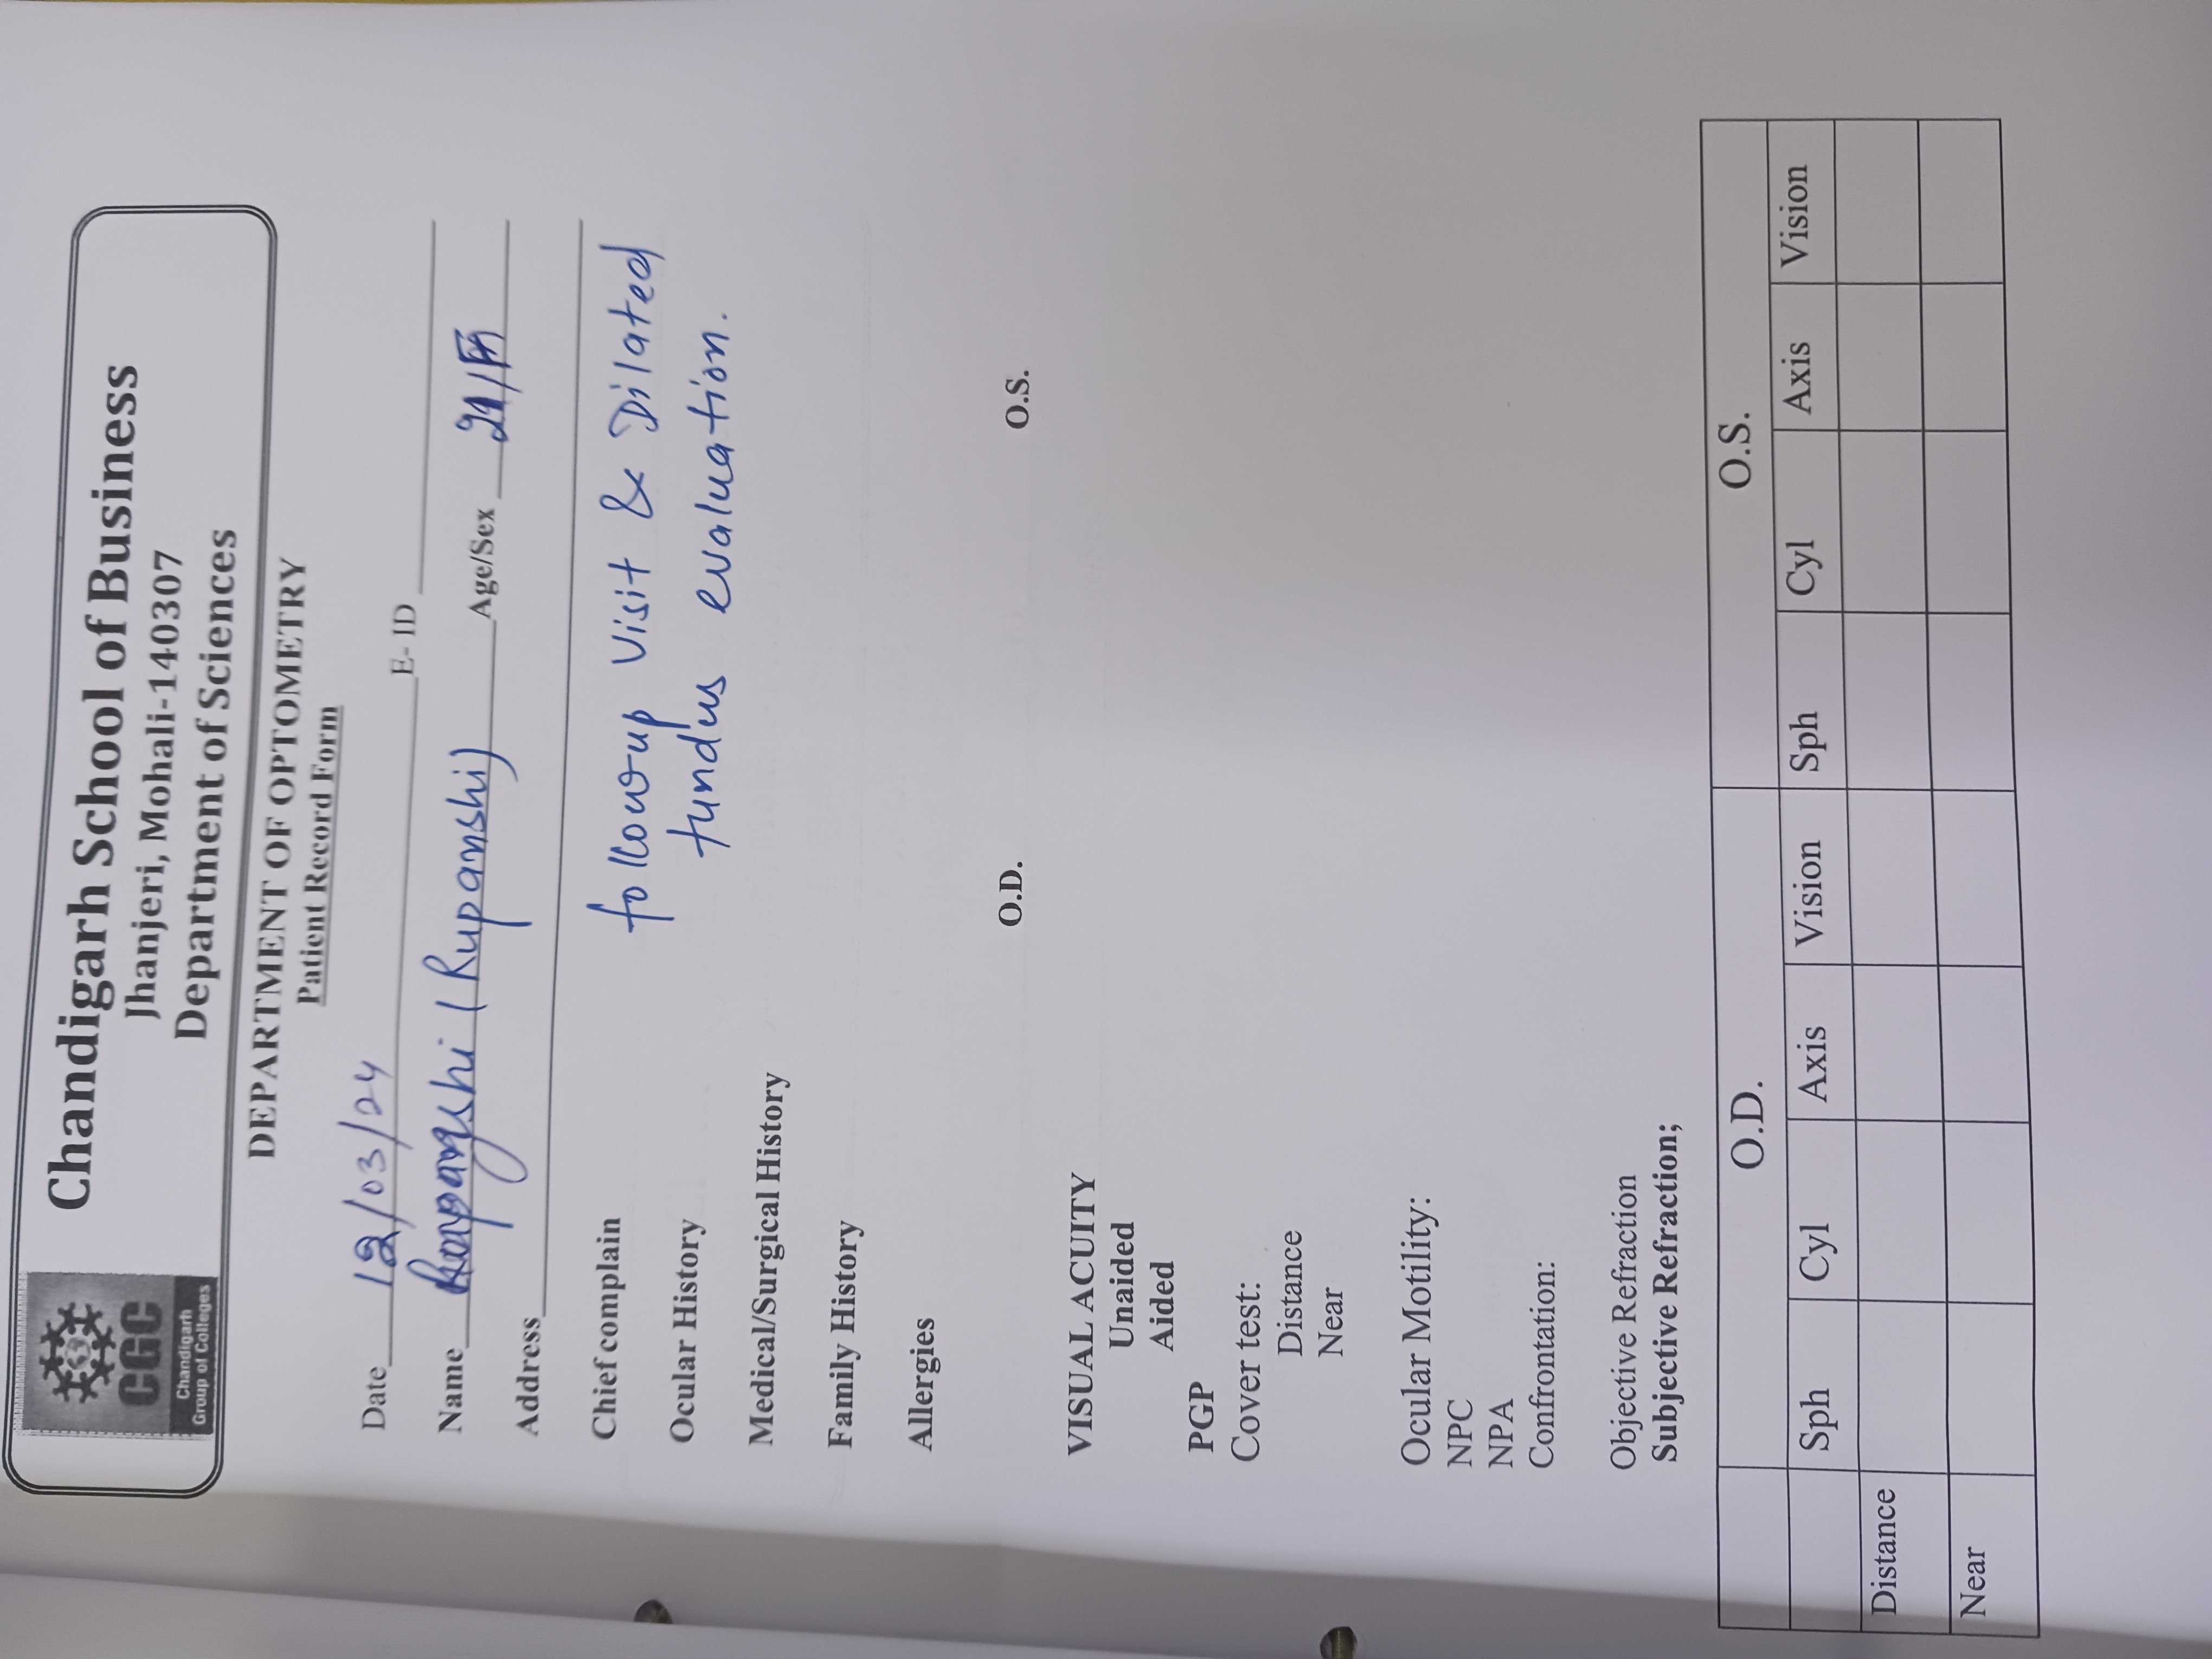 CGC
Chandigarh
Group of Colleges
Chandigarh School of Business
Jhanjeri, Mohali-140307
Department of Sciences
DEPARTMENT OF OPTOMETRY
Patient Record Form
Date 12/03/24 E- ID
Name (Rupanshi) Age/Sex 21/F
Address
Chief complain followup Visit & Dilated
fundus evaluation.
Ocular History
Medical/Surgical History
Family History
Allergies
O.D. O.S.
VISUAL ACUITY
Unaided
Aided
PGP
Cover test:
Distance
Near
Ocular Motility:
NPC
NPA
Confrontation:
Objective Refraction
Subjective Refraction;
O.D. O.S.
Sph Cyl Axis Vision Sph Cyl Axis Vision
Distance
Near